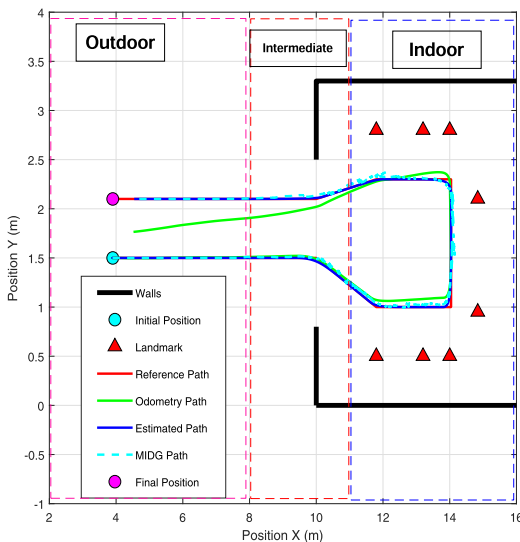 Outdoor
Intermediate
Indoor
4
3.5
3
2.5
2
1.5
1
0.5
0
-0.5
-1
Position Y (m)
Walls
Initial Position
Landmark
Reference Path
Odometry Path
Estimated Path
MIDG Path
Final Position
2 4 6 8 10 12 14 16
Position X (m)